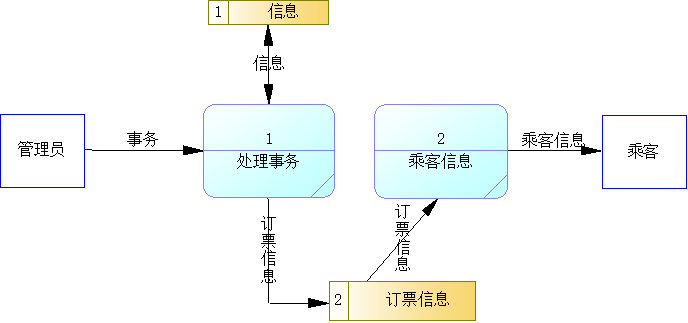 1 信息
信息
管理员
事务
1
处理事务
2
乘客信息
乘客信息
乘客
订票信息
订票信息
2 订票信息